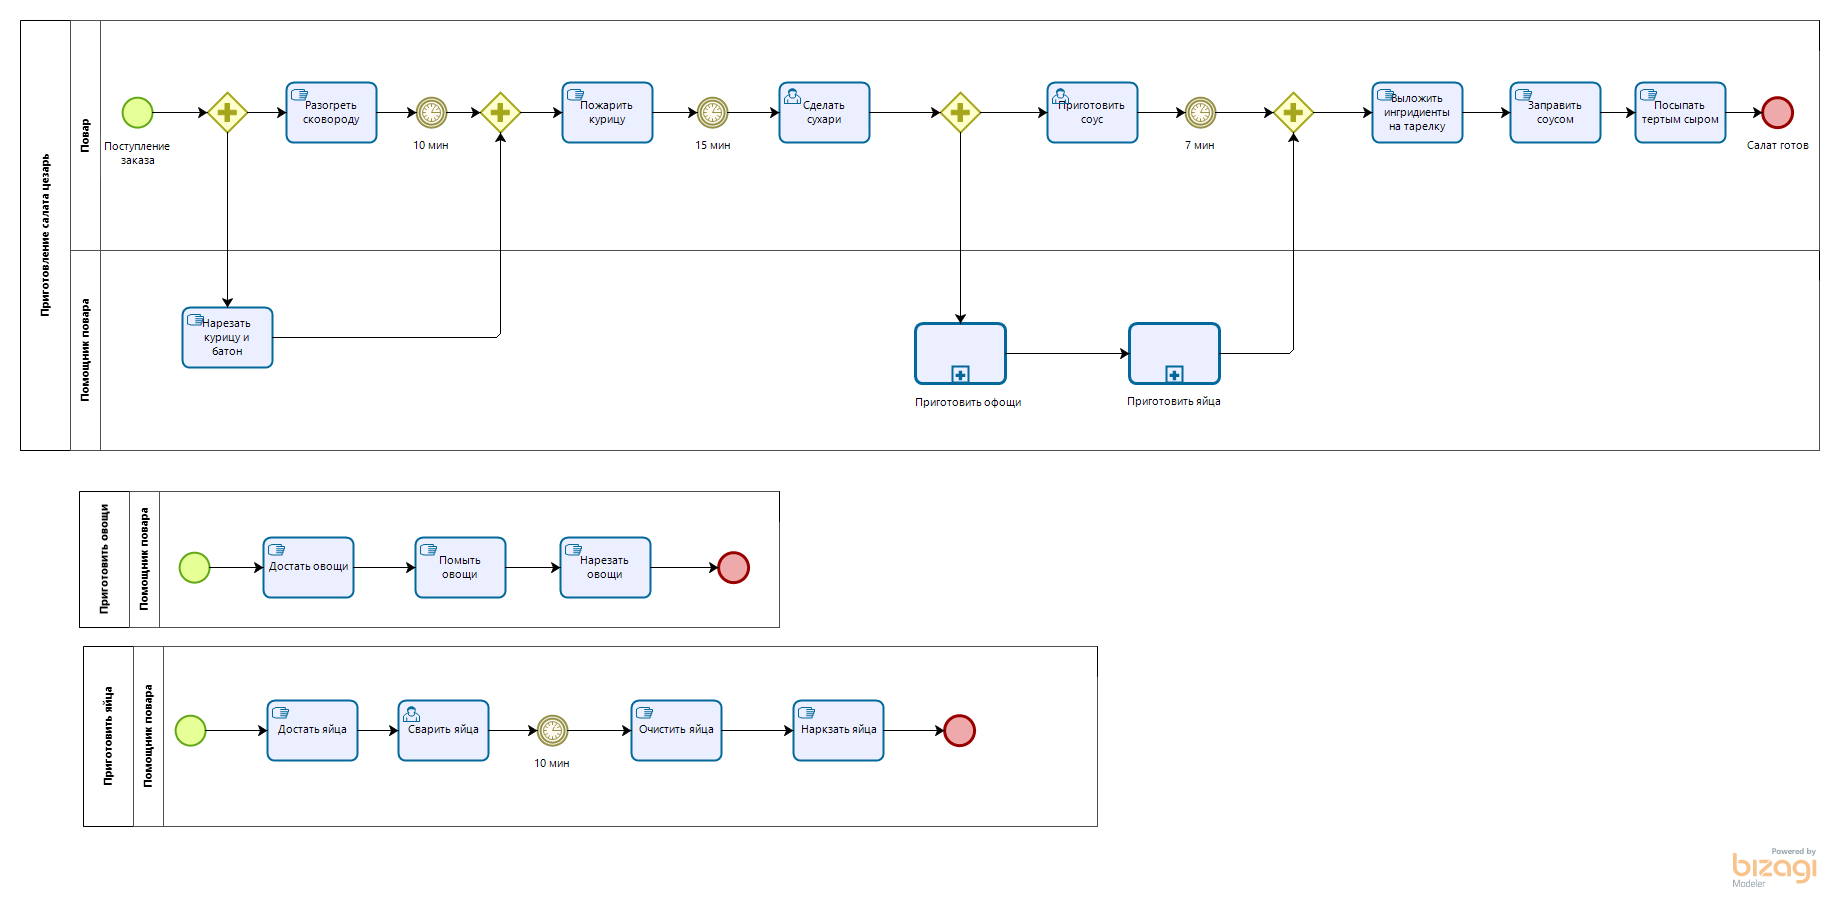 Приготовление салата цезарь
Повар
Поступление
заказа
Разогреть
сковороду
10 мин
Пожарить
курицу
15 мин
Сделать
сухари
Приготовить
соус
7 мин
Выложить
ингридиенты
на тарелку
Заправить
соусом
Посыпать
тертым сыром
Салат готов
Помощник повара
Нарезать
курицу и
батон
Приготовить офощи
Приготовить яйца
Приготовить овощи
Помощник повара
Достать овощи
Помыть
овощи
Нарезать
овощи
Приготовить яйца
Помощник повара
Достать яйца
Сварить яйца
10 мин
Очистить яйца
Наркзать яйца
Powered by
bizagi
Modeler